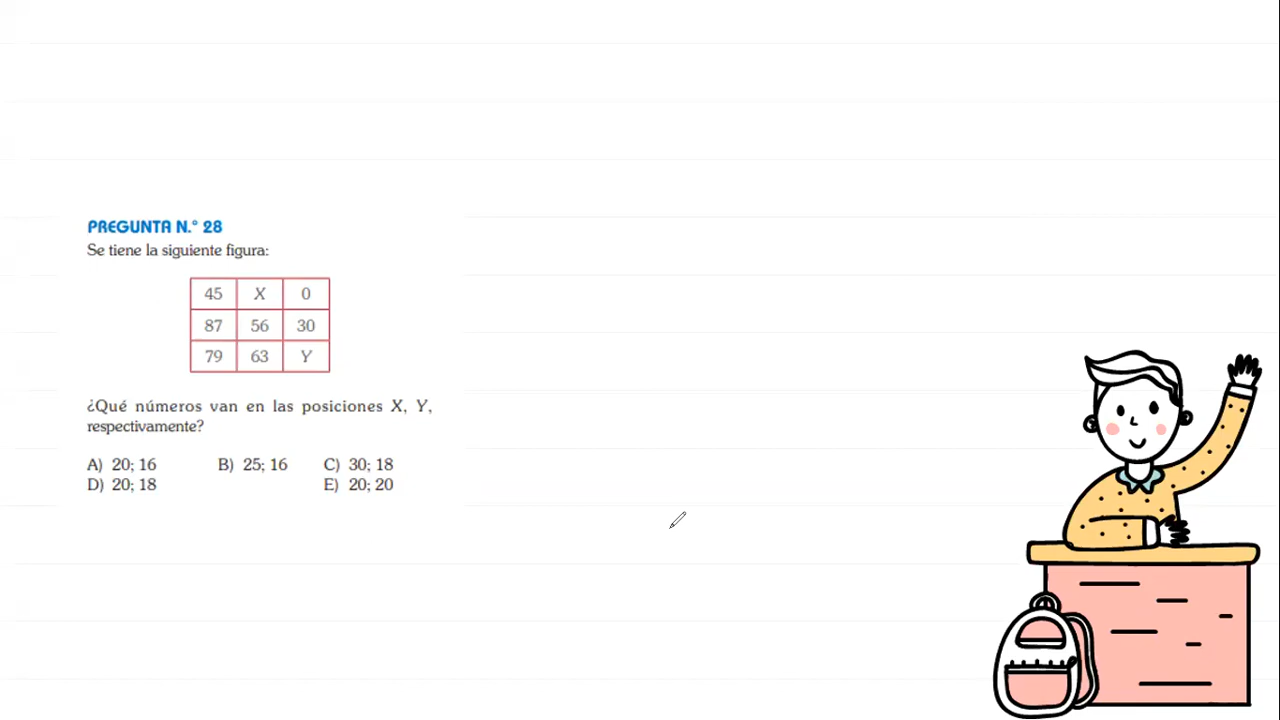 PREGUNTA N.° 28
Se tiene la siguiente figura:
45 X 0
87 56 30
79 63 Y
¿Qué números van en las posiciones X, Y,
respectivamente?
A) 20; 16 B) 25; 16 C) 30; 18
D) 20; 18 E) 20; 20